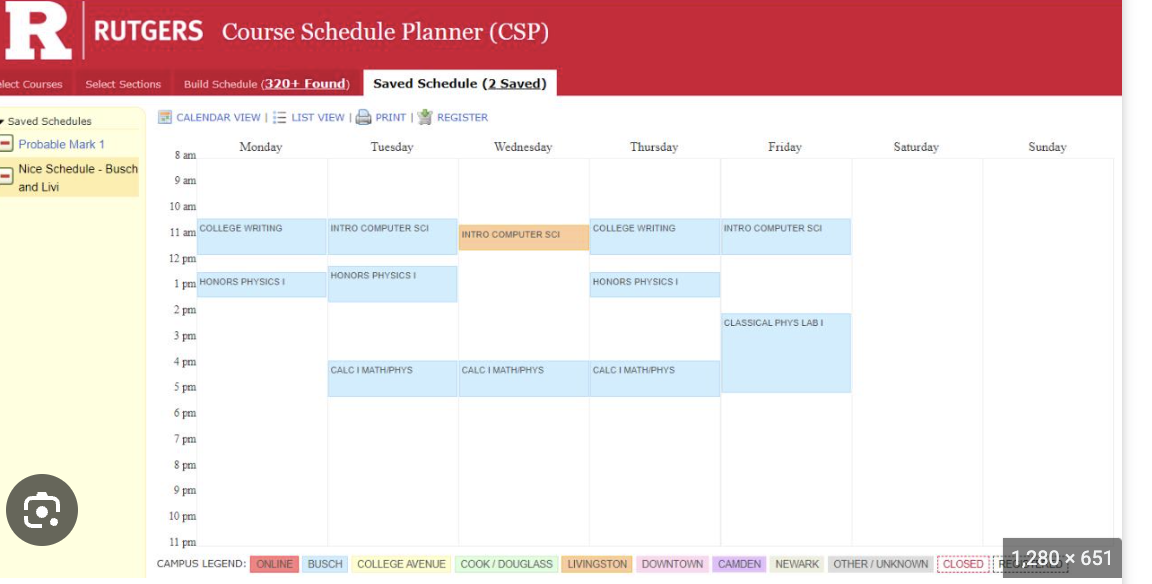 R RUTGERS Course Schedule Planner (CSP)
lect Courses Select Sections Build Schedule (320+ Found) Saved Schedule (2 Saved)
Saved Schedules
Probable Mark 1
Nice Schedule - Busch
and Livi
CALENDAR VIEW | LIST VIEW | PRINT | REGISTER
Monday Tuesday Wednesday Thursday Friday Saturday Sunday
8 am
9 am
10 am
11 am COLLEGE WRITING INTRO COMPUTER SCI INTRO COMPUTER SCI COLLEGE WRITING INTRO COMPUTER SCI
12 pm
HONORS PHYSICS I
1 pm HONORS PHYSICS I HONORS PHYSICS I
2 pm
CLASSICAL PHYS LAB I
3 pm
4 pm
CALC I MATH/PHYS CALC I MATH/PHYS CALC I MATH/PHYS
5 pm
6 pm
7 pm
8 pm
9 pm
10 pm
11 pm
CAMPUS LEGEND: ONLINE BUSCH COLLEGE AVENUE COOK / DOUGLASS LIVINGSTON DOWNTOWN CAMDEN NEWARK OTHER / UNKNOWN CLOSED
1,280 × 651